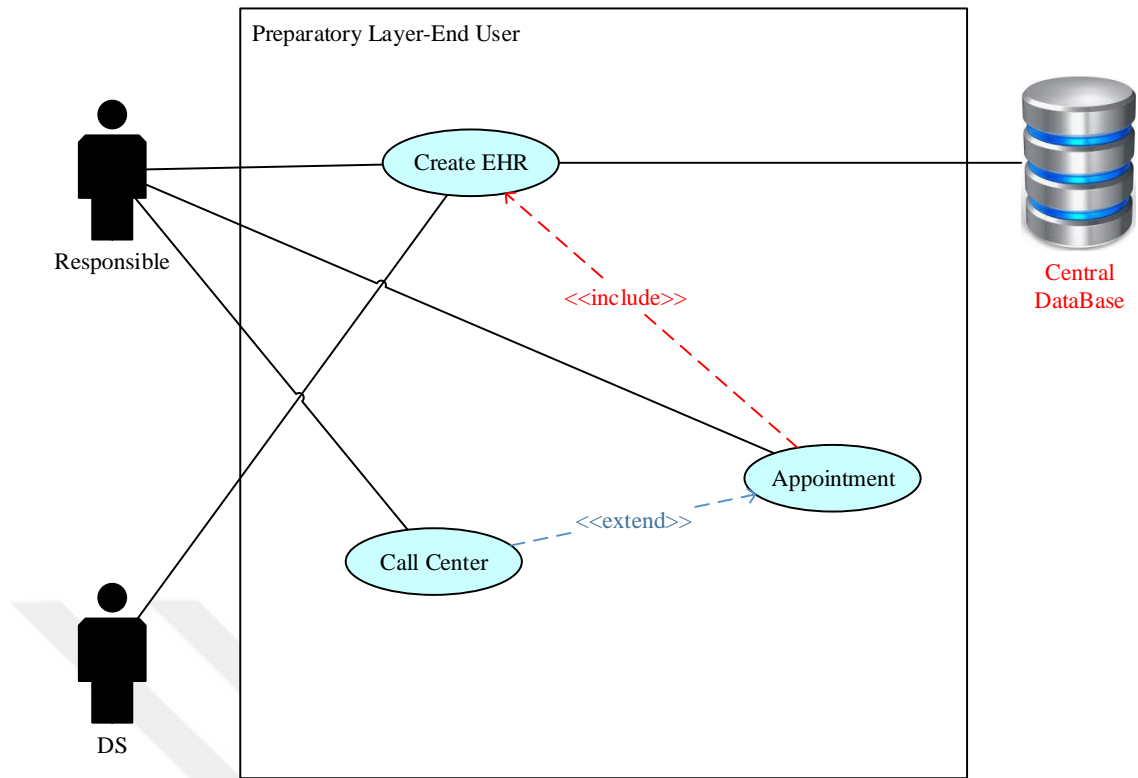 Preparatory Layer-End User
Create EHR
Responsible
Central
DataBase
<<include>>
Appointment
<<extend>>
Call Center
DS